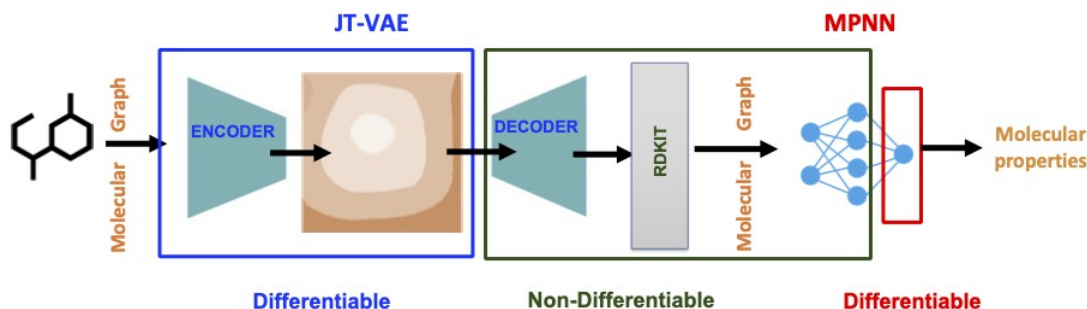 JT-VAE
MPNN
Molecular Graph
ENCODER
DECODER
RDKIT
Molecular Graph
Molecular
properties
Differentiable
Non-Differentiable
Differentiable